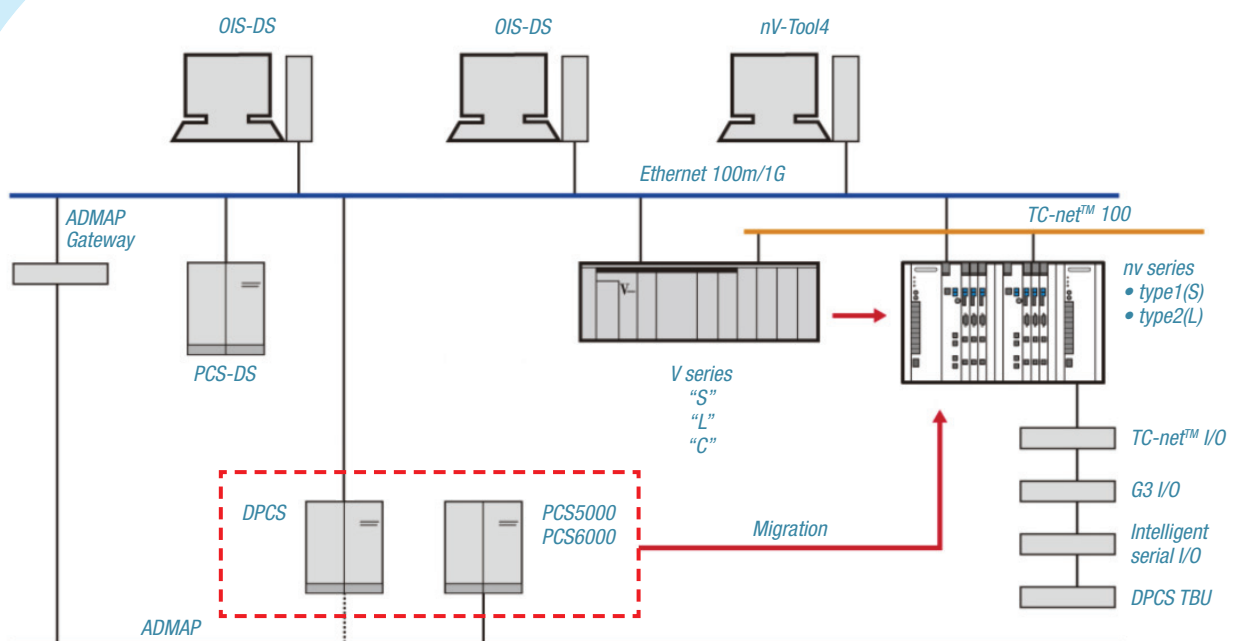 OIS-DS
OIS-DS
nV-Tool4
Ethernet 100m/1G
TC-net™ 100
ADMAP
Gateway
PCS-DS
V
V series
“S”
“L”
“C”
nv series
• type1(S)
• type2(L)
DPCS
PCS5000
PCS6000
Migration
TC-net™ I/O
G3 I/O
Intelligent
serial I/O
DPCS TBU
ADMAP